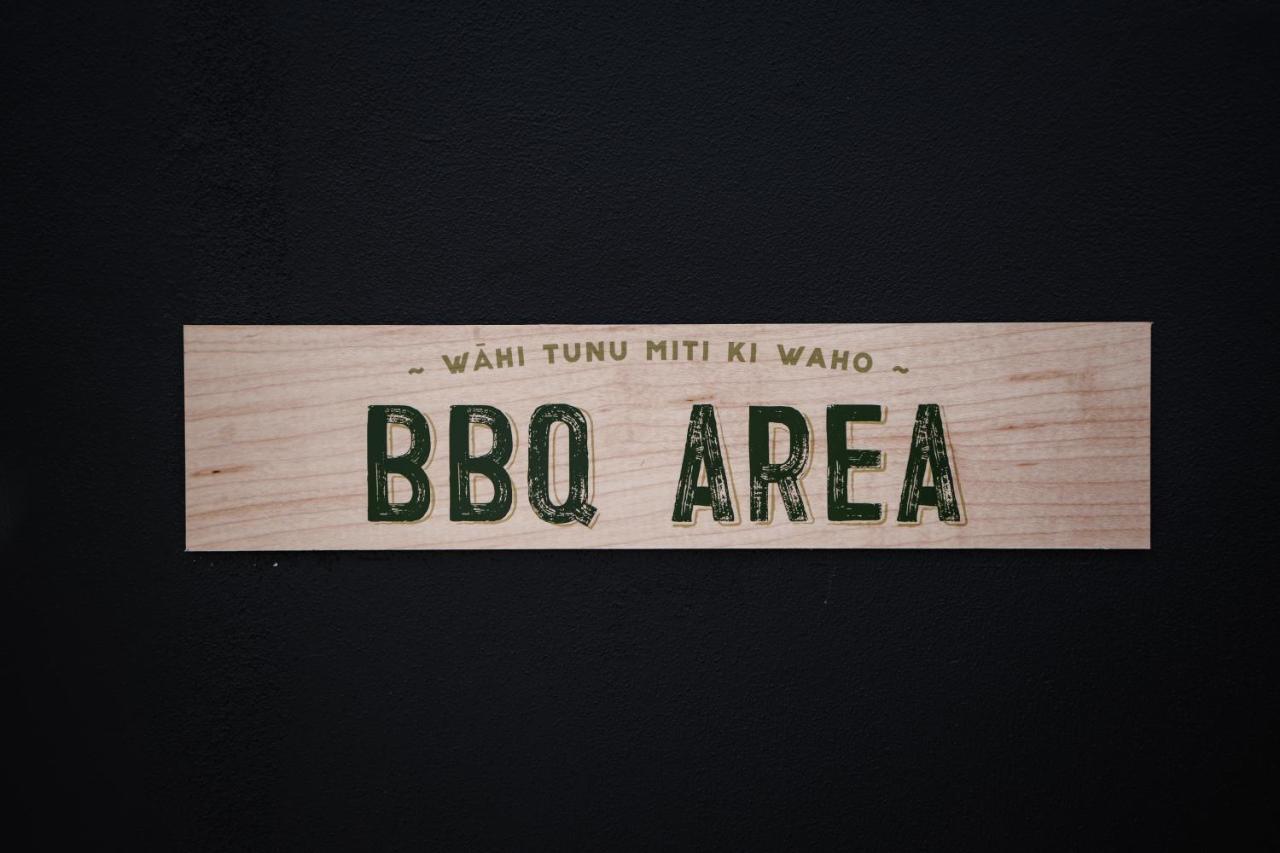 ~ WĀHI TUNU MITI KI WAHO ~
BBQ AREA